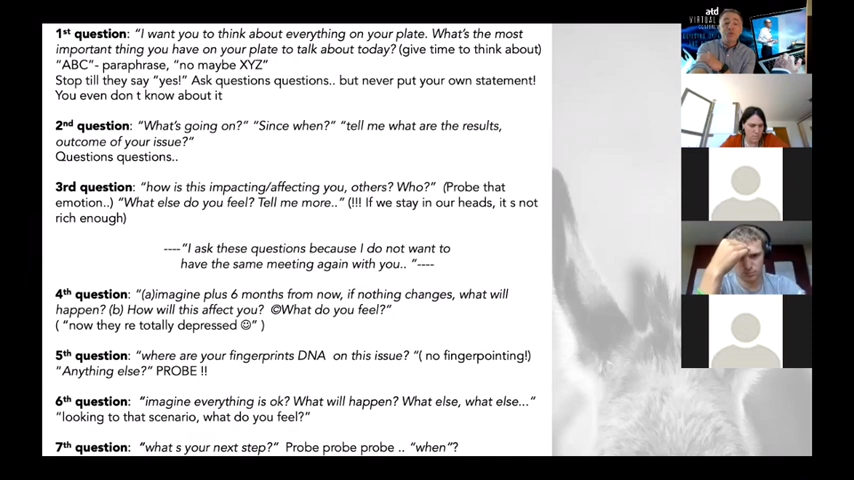 1st question: “I want you to think about everything on your plate. What’s the most
important thing you have on your plate to talk about today? (give time to think about)
“ABC”- paraphrase, “no maybe XYZ”
Stop till they say “yes!” Ask questions questions.. but never put your own statement!
You even don t know about it
2nd question: “What’s going on?” “Since when?” “tell me what are the results,
outcome of your issue?”
Questions questions..
3rd question: “how is this impacting/affecting you, others? Who?” (Probe that
emotion..) “What else do you feel? Tell me more..” (!!! If we stay in our heads, it s not
rich enough)
----“I ask these questions because I do not want to
have the same meeting again with you.. ”----
4th question: “(a)imagine plus 6 months from now, if nothing changes, what will
happen? (b) How will this affect you? ©What do you feel?”
( “now they re totally depressed ☺” )
5th question: “where are your fingerprints DNA on this issue? “( no fingerpointing!)
“Anything else?” PROBE !!
6th question: “imagine everything is ok? What will happen? What else, what else...“
“looking to that scenario, what do you feel?”
7th question: “what s your next step?” Probe probe probe .. “when”?
atd
VIRTUAL